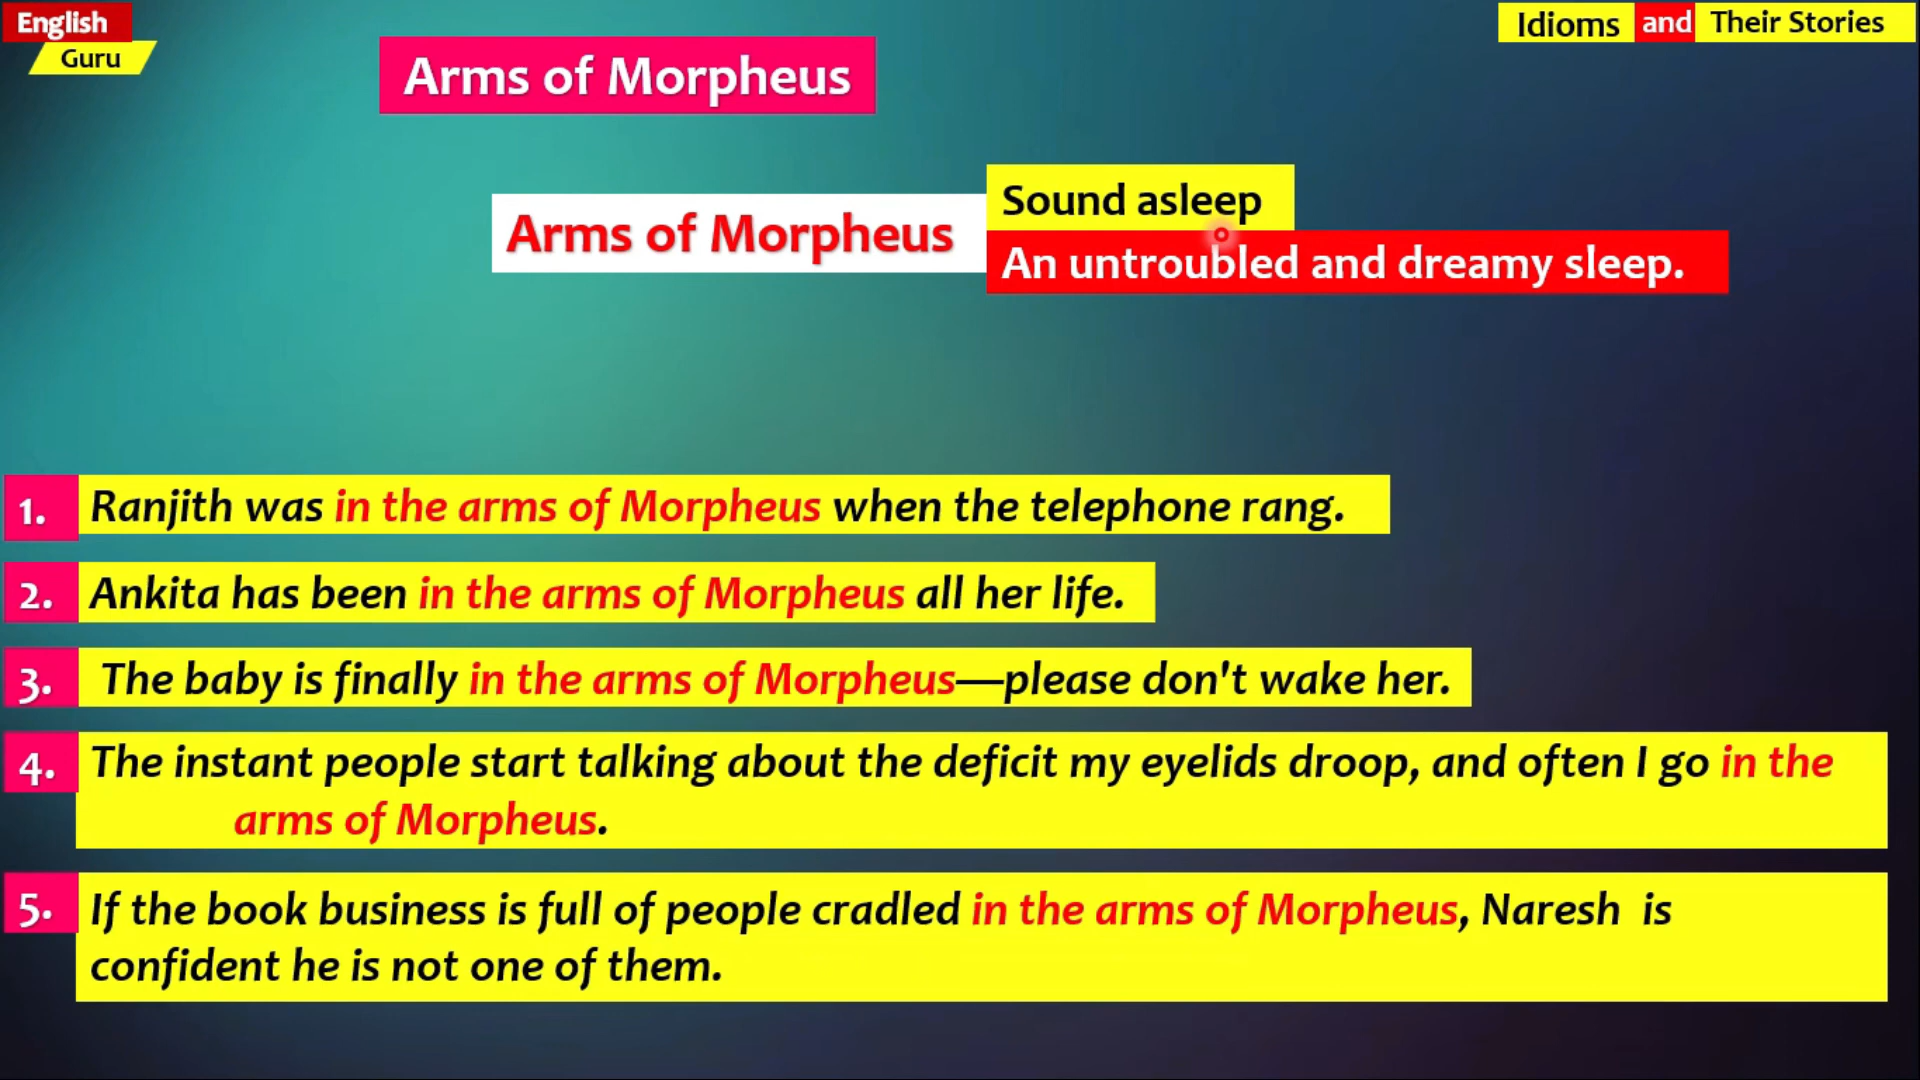 English
Guru
Idioms and Their Stories
Arms of Morpheus
Arms of Morpheus
Sound asleep
An untroubled and dreamy sleep.
1. Ranjith was in the arms of Morpheus when the telephone rang.
2. Ankita has been in the arms of Morpheus all her life.
3. The baby is finally in the arms of Morpheus—please don't wake her.
4. The instant people start talking about the deficit my eyelids droop, and often I go in the
arms of Morpheus.
5. If the book business is full of people cradled in the arms of Morpheus, Naresh is
confident he is not one of them.